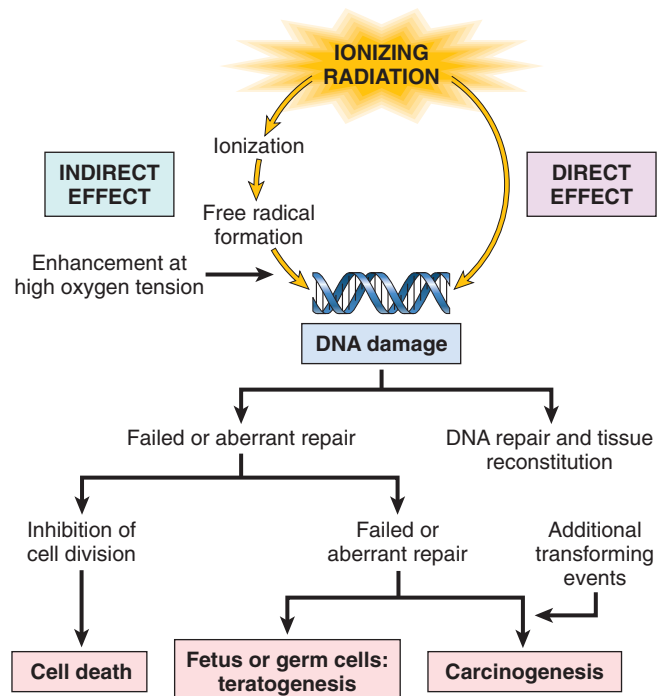 IONIZING
RADIATION
Ionization
INDIRECT
EFFECT
DIRECT
EFFECT
Free radical
formation
Enhancement at
high oxygen tension
DNA damage
Failed or aberrant repair
DNA repair and tissue
reconstitution
Inhibition of
cell division
Failed or
aberrant repair
Additional
transforming
events
Cell death
Fetus or germ cells:
teratogenesis
Carcinogenesis